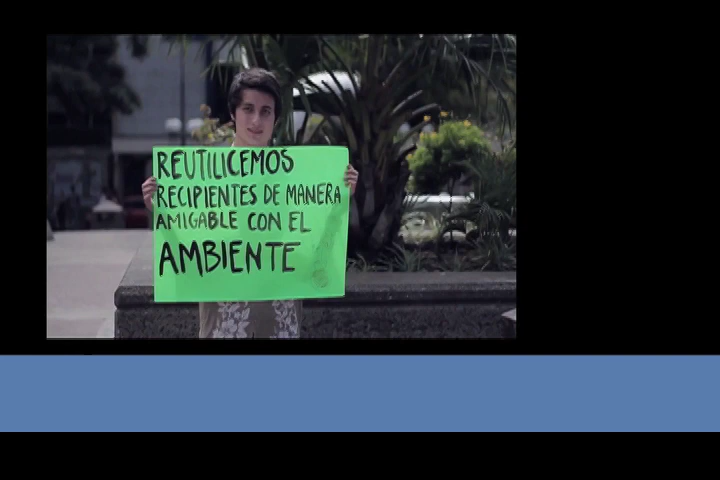 REUTILICEMOS
RECIPIENTES DE MANERA
AMIGABLE CON EL
AMBIENTE